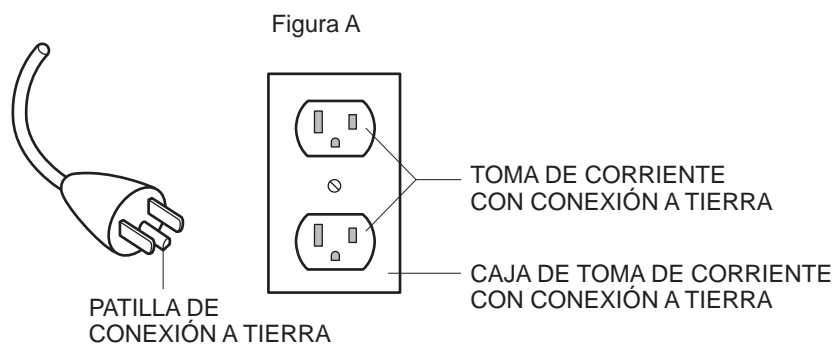 Figura A
TOMA DE CORRIENTE
CON CONEXIÓN A TIERRA
CAJA DE TOMA DE CORRIENTE
CON CONEXIÓN A TIERRA
PATILLA DE
CONEXIÓN A TIERRA